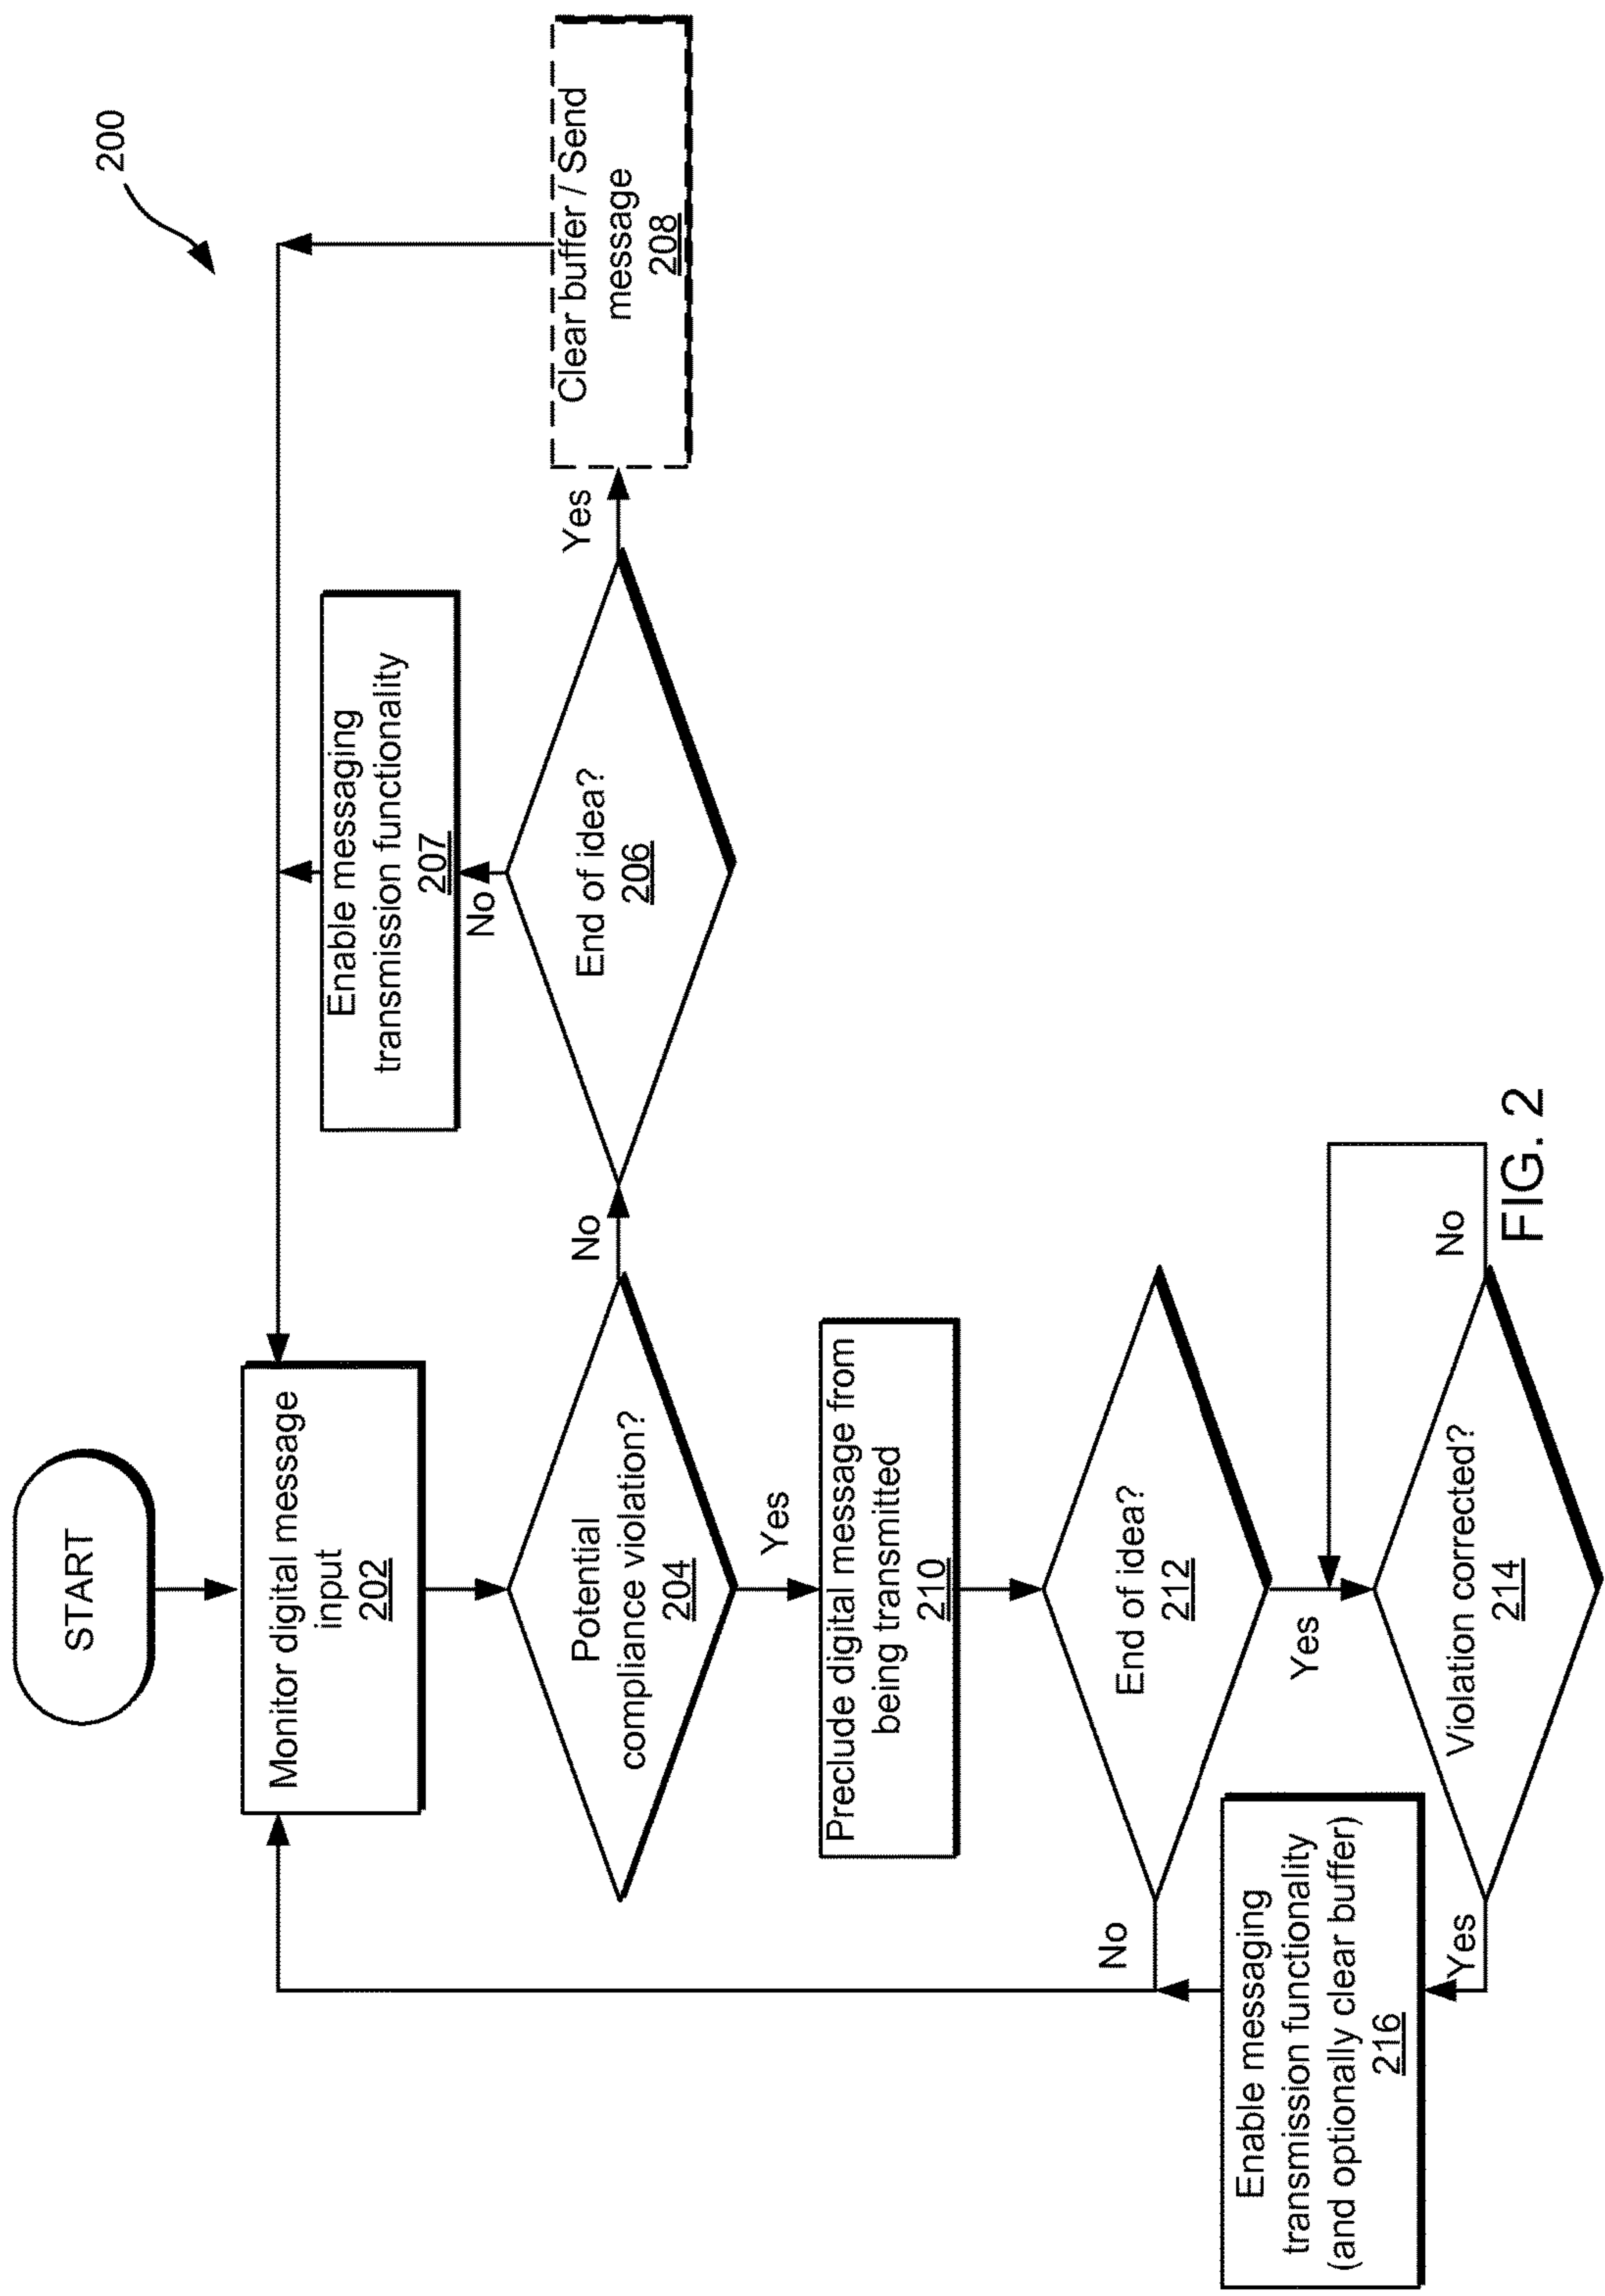 200
START
Monitor digital message
input
202
Potential
compliance violation?
204
No
End of idea?
206
No
Enable messaging
transmission functionality
207
Yes
Clear buffer / Send
message
208
Yes
Preclude digital message from
being transmitted
210
End of idea?
212
No
Yes
Violation corrected?
214
No
Yes
Enable messaging
transmission functionality
(and optionally clear buffer)
216
FIG. 2